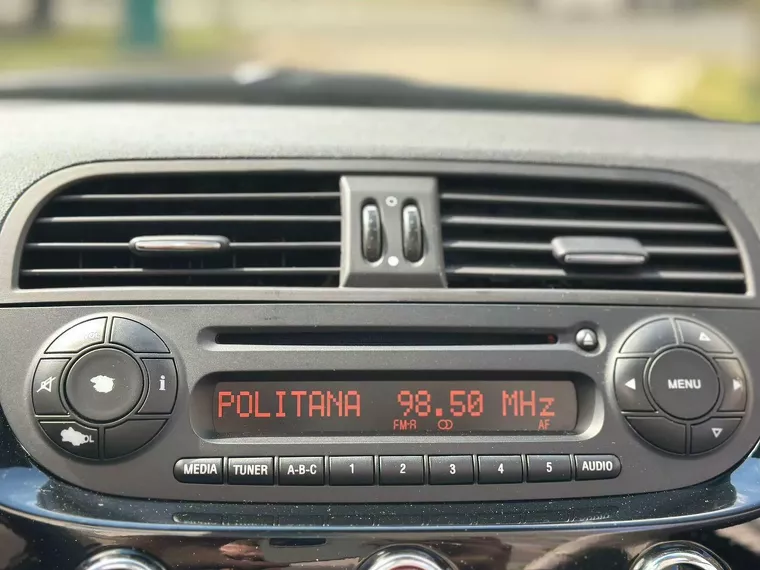 POLITANA 98.50 MHz
FM-R AF
i
MENU
MEDIA TUNER A-B-C 1 2 3 4 5 AUDIO